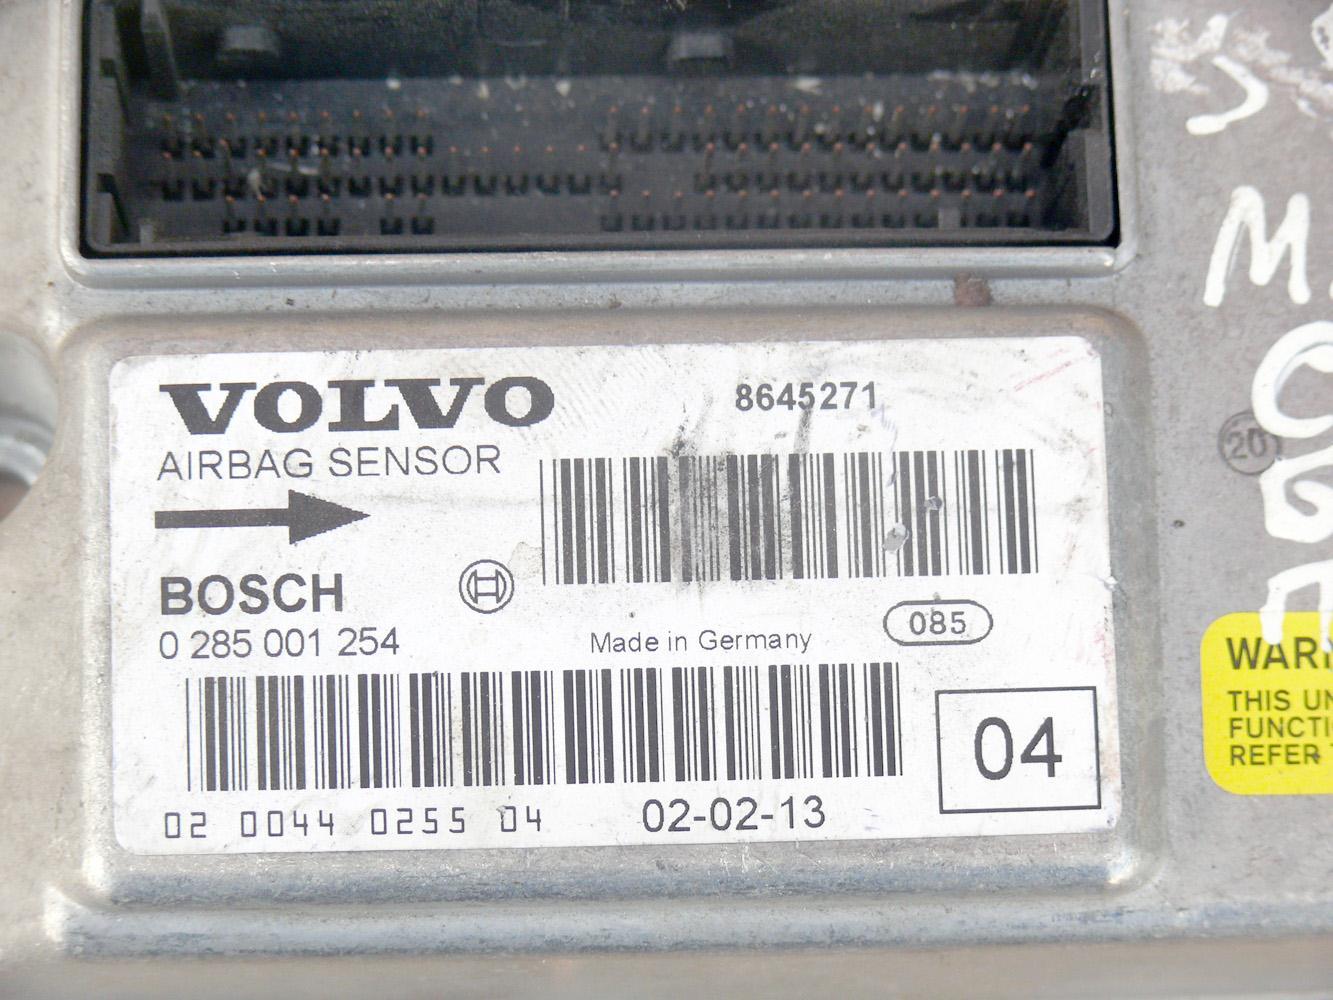 VOLVO
8645271
AIRBAG SENSOR
BOSCH
0 285 001 254
Made in Germany
085
04
02 0044 0255 04
02-02-13
20
WAR
THIS UN
FUNCTI
REFER